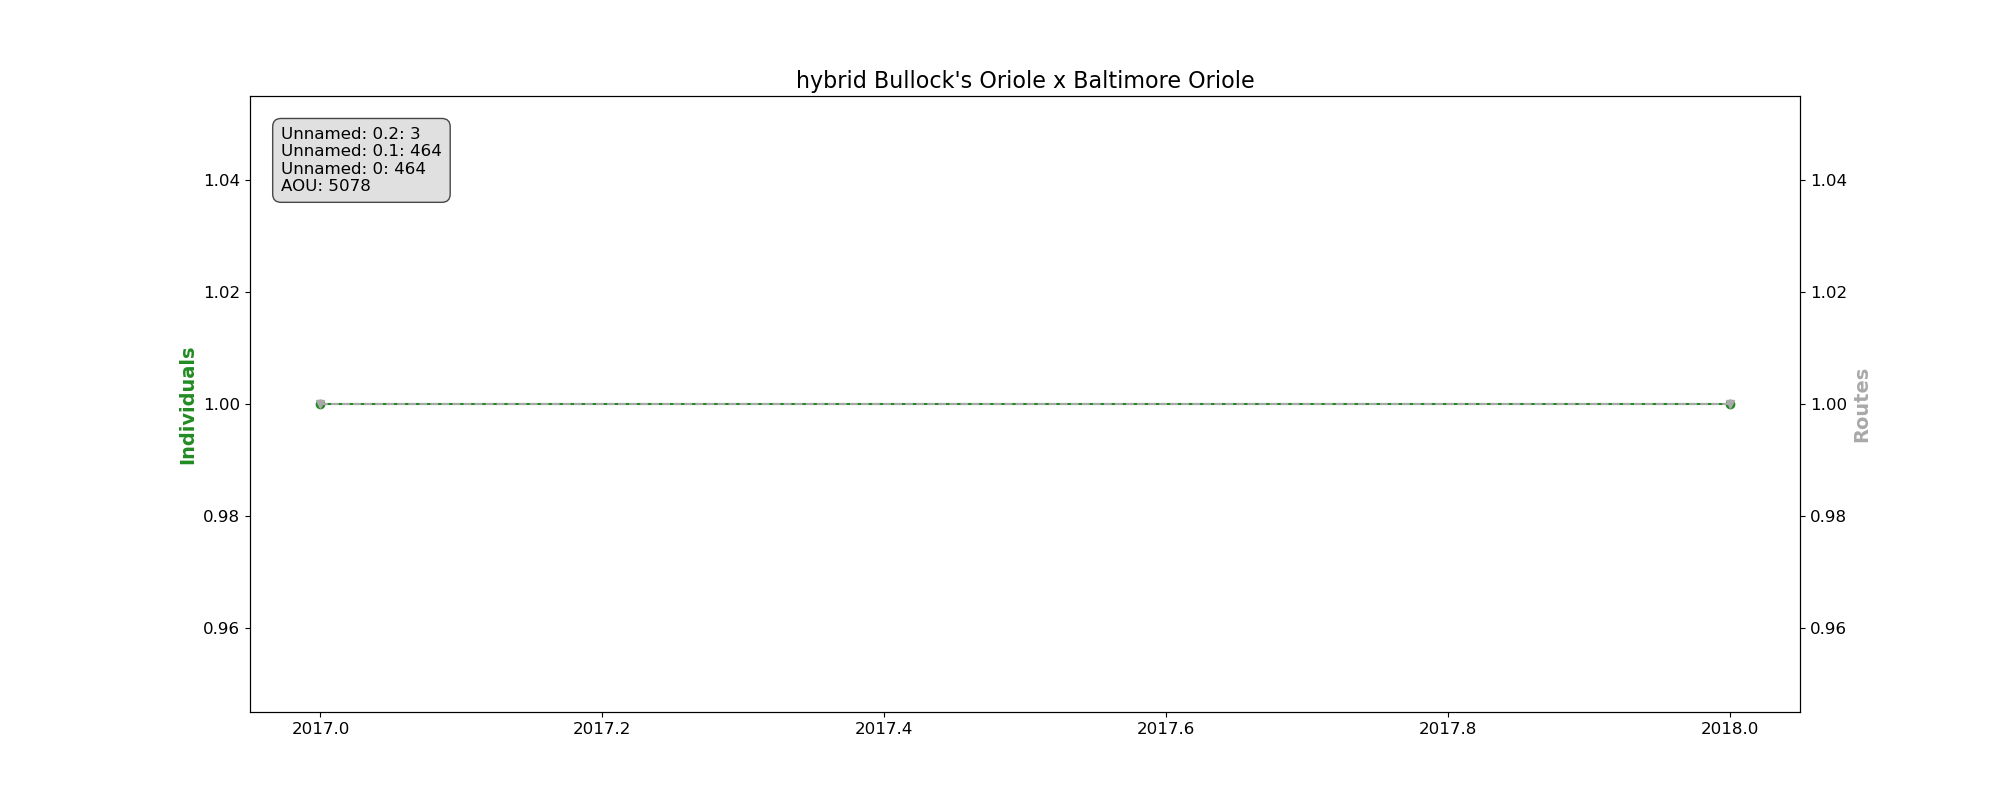 hybrid Bullock's Oriole x Baltimore Oriole
Unnamed: 0.2: 3
Unnamed: 0.1: 464
Unnamed: 0: 464
AOU: 5078
1.04
1.02
1.00
0.98
0.96
Individuals
1.04
1.02
1.00
0.98
0.96
Routes
2017.0 2017.2 2017.4 2017.6 2017.8 2018.0